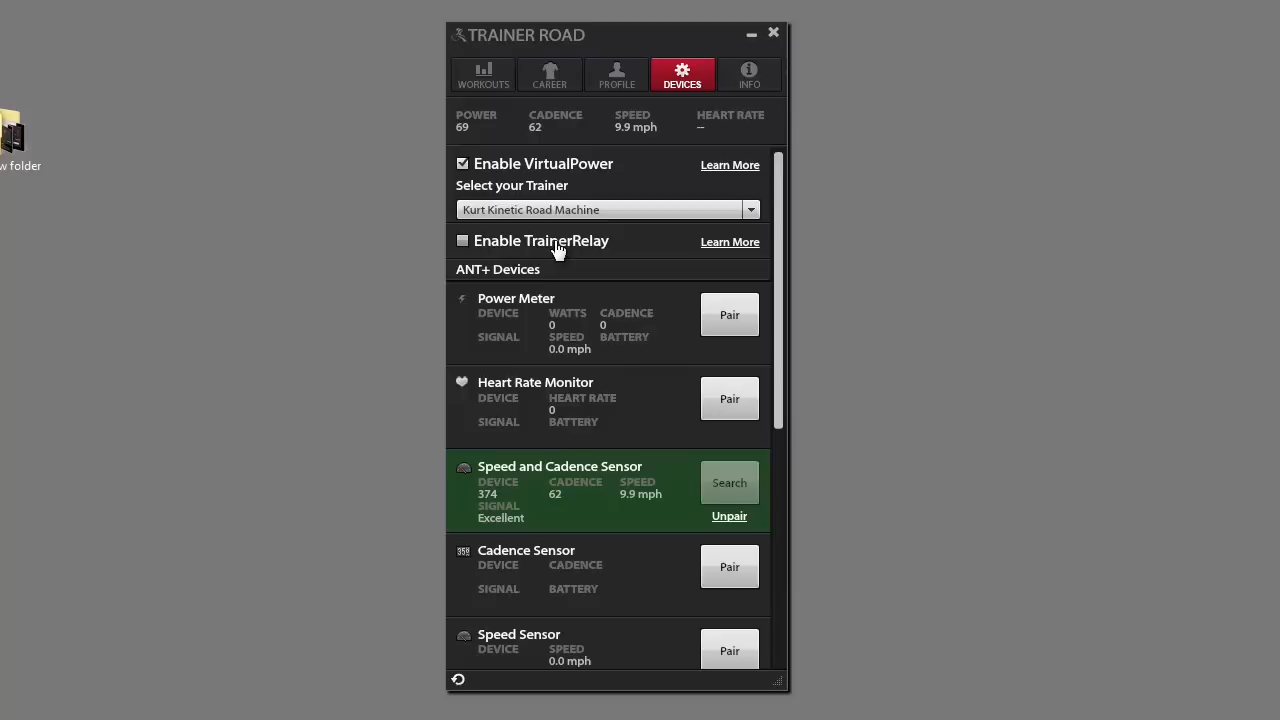 TRAINER ROAD
WORKOUTS CAREER PROFILE DEVICES INFO
POWER CADENCE SPEED HEART RATE
69 62 9.9 mph --
w folder
Enable VirtualPower Learn More
Select your Trainer
Kurt Kinetic Road Machine
Enable TrainerRelay Learn More
ANT+ Devices
Power Meter
DEVICE WATTS CADENCE Pair
0 0
SIGNAL SPEED BATTERY
0.0 mph
Heart Rate Monitor
DEVICE HEART RATE Pair
0
SIGNAL BATTERY
Speed and Cadence Sensor
DEVICE CADENCE SPEED Search
374 62 9.9 mph
SIGNAL
Excellent Unpair
Cadence Sensor
DEVICE CADENCE Pair
SIGNAL BATTERY
Speed Sensor
DEVICE SPEED Pair
0.0 mph